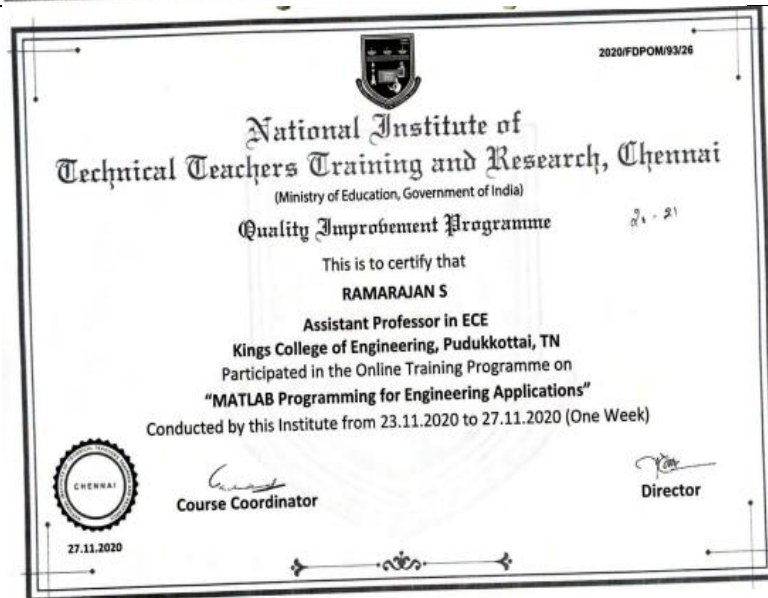 2020/FDPOM/93/26
National Institute of
Technical Teachers Training and Research, Chennai
(Ministry of Education, Government of India)
Quality Improvement Programme
20-21
This is to certify that
RAMARAJAN S
Assistant Professor in ECE
Kings College of Engineering, Pudukkottai, TN
Participated in the Online Training Programme on
“MATLAB Programming for Engineering Applications”
Conducted by this Institute from 23.11.2020 to 27.11.2020 (One Week)
CHENNAI
Course Coordinator
Director
27.11.2020